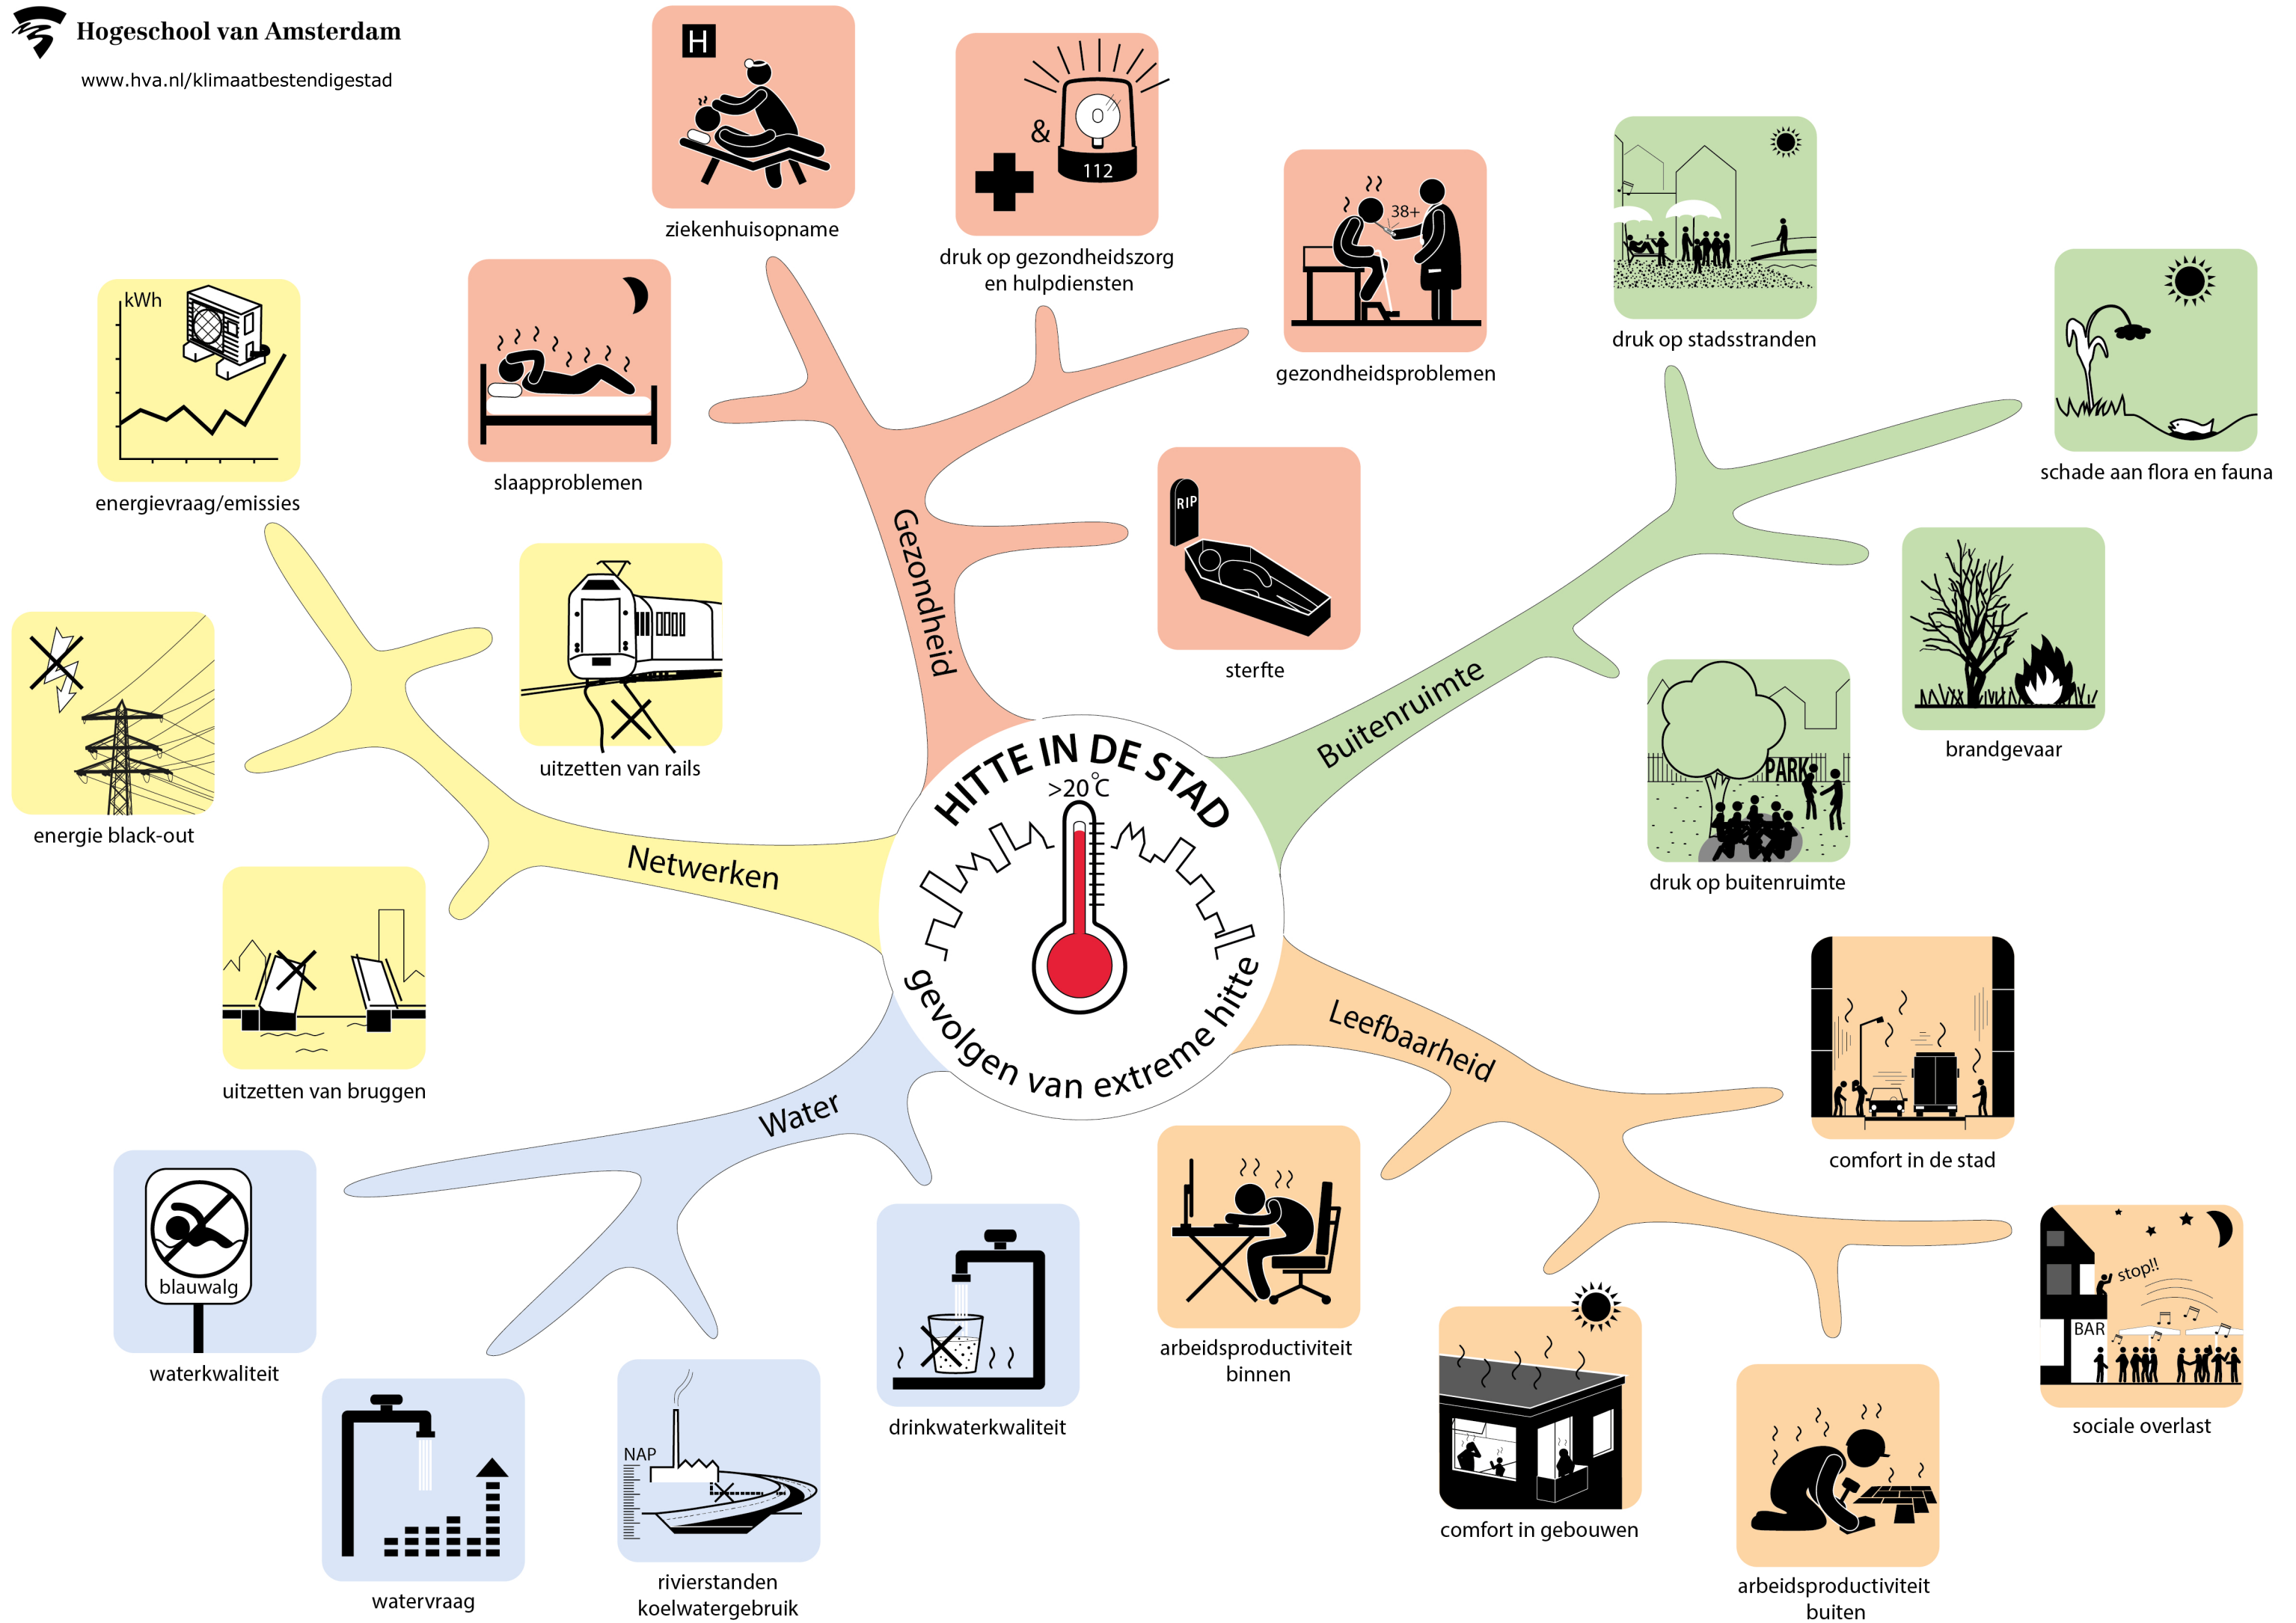 Hogeschool van Amsterdam
www.hva.nl/klimaatbestendigestad
H
ziekenhuisopname
&
112
druk op gezondheidszorg
en hulpdiensten
38+
gezondheidsproblemen
druk op stadsstranden
schade aan flora en fauna
kWh
energievraag/emissies
slaapproblemen
RIP
sterfte
Gezondheid
uitzetten van rails
energie black-out
Buitenruimte
brandgevaar
PARK
druk op buitenruimte
HITTE IN DE STAD
>20°C
gevolgen van extreme hitte
Netwerken
uitzetten van bruggen
Leefbaarheid
comfort in de stad
Water
blauwalg
waterkwaliteit
watervraag
NAP
rivierstanden
koelwatergebruik
drinkwaterkwaliteit
arbeidsproductiviteit
binnen
comfort in gebouwen
stop!!
BAR
sociale overlast
arbeidsproductiviteit
buiten